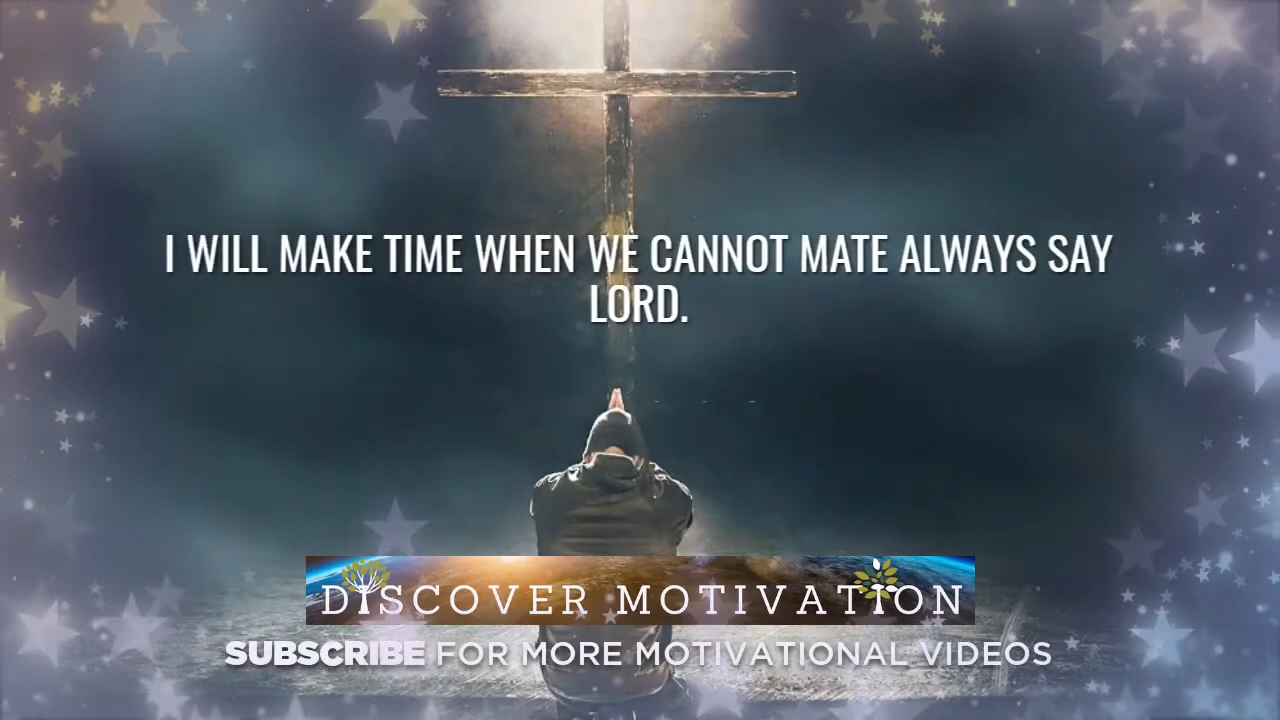 I WILL MAKE TIME WHEN WE CANNOT MATE ALWAYS SAY
LORD.
DISCOVER MOTIVATION
SUBSCRIBE FOR MORE MOTIVATIONAL VIDEOS